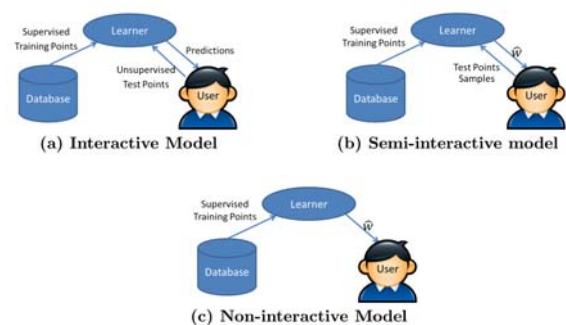 Supervised
Training Points
Learner
Predictions
Unsupervised
Test Points
Database
User
(a) Interactive Model
Supervised
Training Points
Learner
ŵ
Test Points
Samples
Database
User
(b) Semi-interactive model
Supervised
Training Points
Learner
ŵ
Database
User
(c) Non-interactive Model